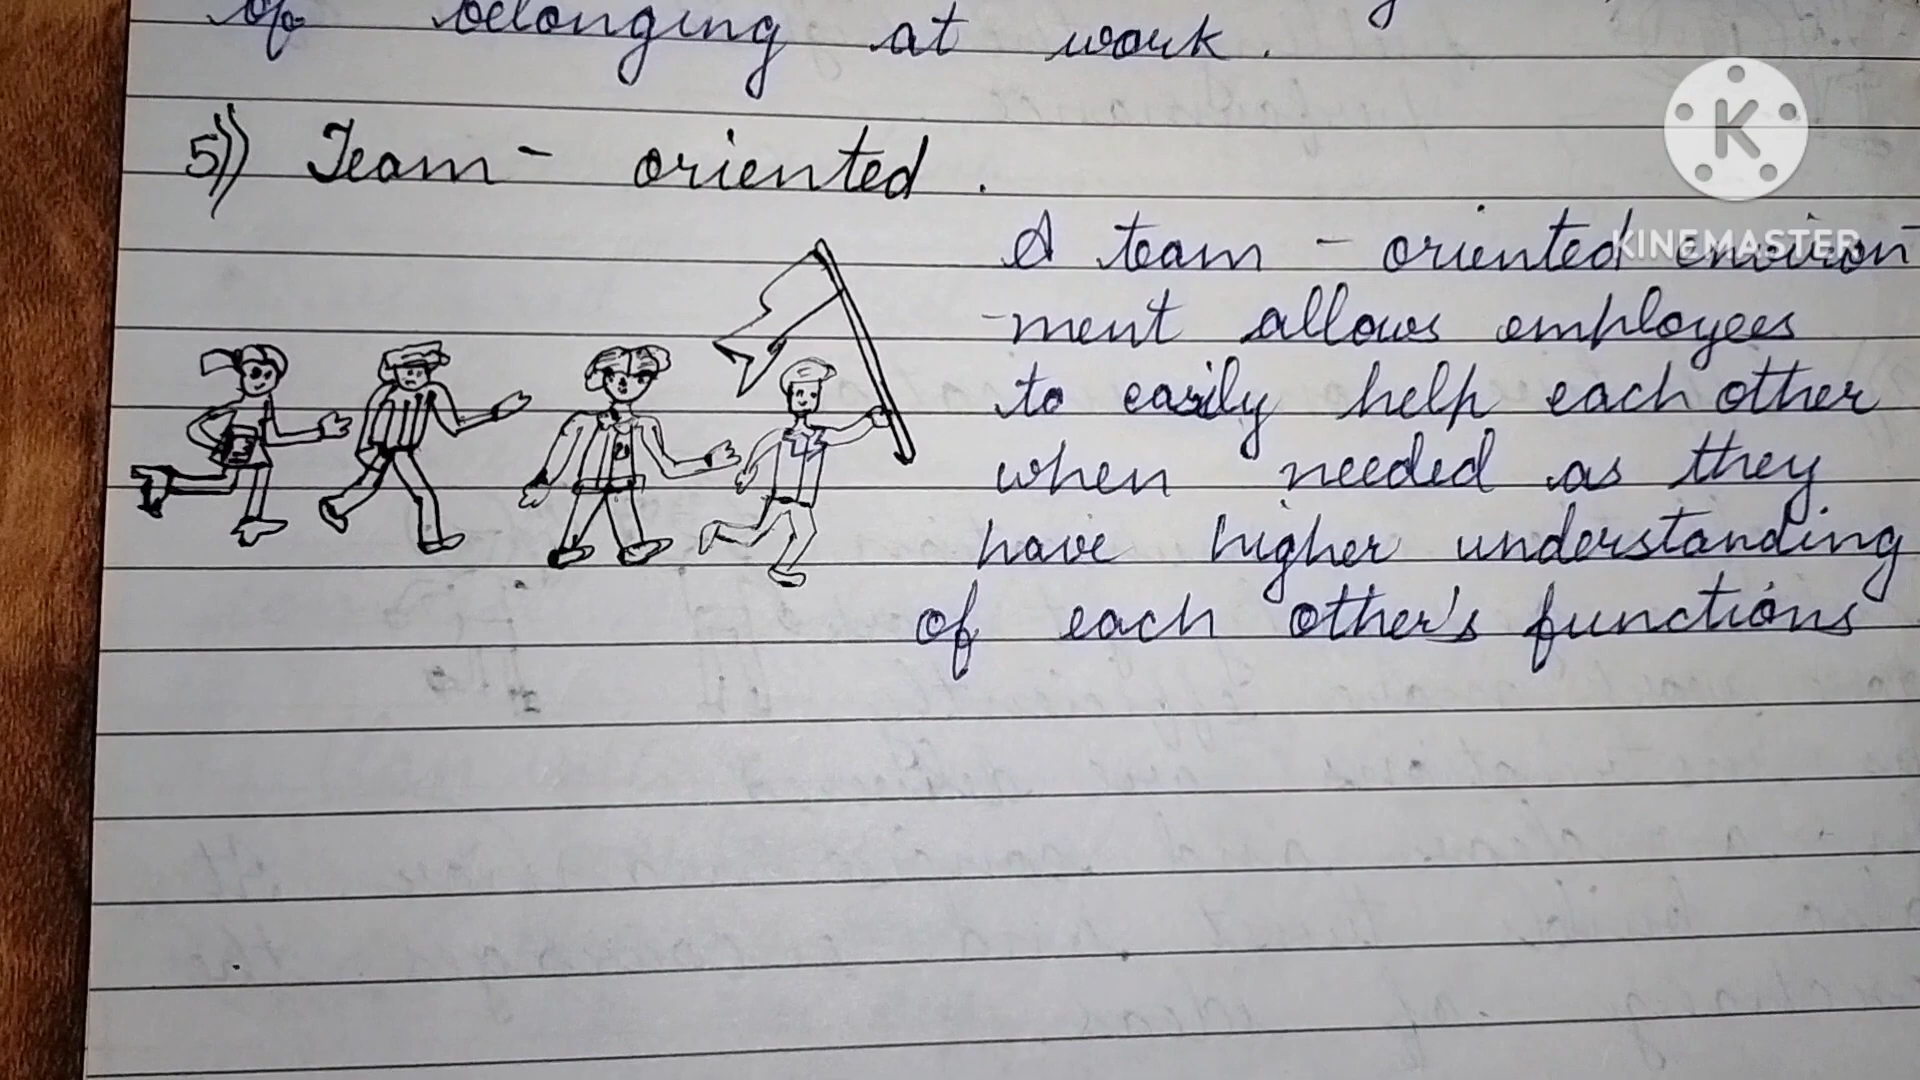 of belonging at work.
5)) Team - oriented.
A team - oriented environ
-ment allows employees
to easily help each other
when needed as they
have higher understanding
of each other's functions
K
KINEMASTER